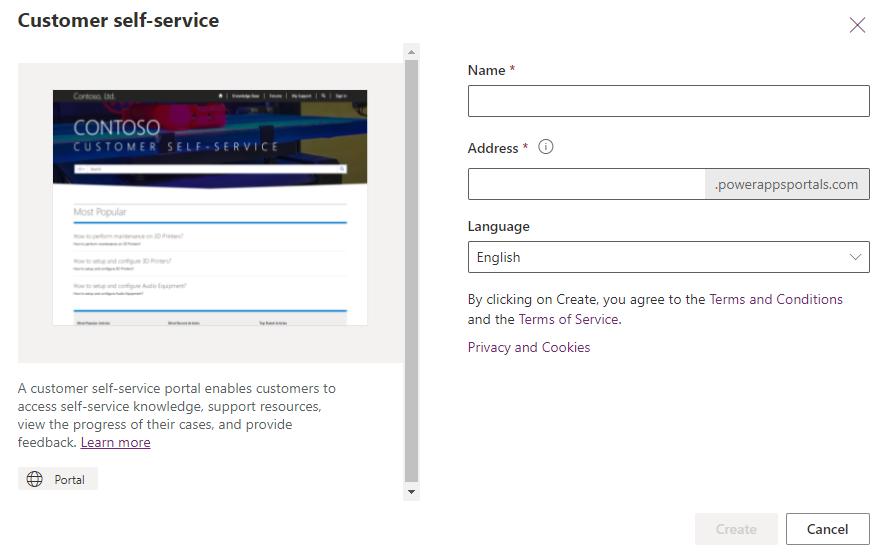 Customer self-service
Contoso, Ltd.
Knowledge Base
Forums
My Support
Sign In
CONTOSO
CUSTOMER SELF-SERVICE
Search
Most Popular
How to perform maintenance on 3D Printers?
How to perform maintenance on 3D Printers?
How to setup and configure 3D Printers?
How to setup and configure 3D Printers?
How to setup and configure Audio Equipment?
How to setup and configure Audio Equipment?
Most Popular Articles
Most Recent Articles
Top Rated Articles
A customer self-service portal enables customers to
access self-service knowledge, support resources,
view the progress of their cases, and provide
feedback. Learn more
Portal
Name *
Address *
.powerappsportals.com
Language
English
By clicking on Create, you agree to the Terms and Conditions
and the Terms of Service.
Privacy and Cookies
Create
Cancel